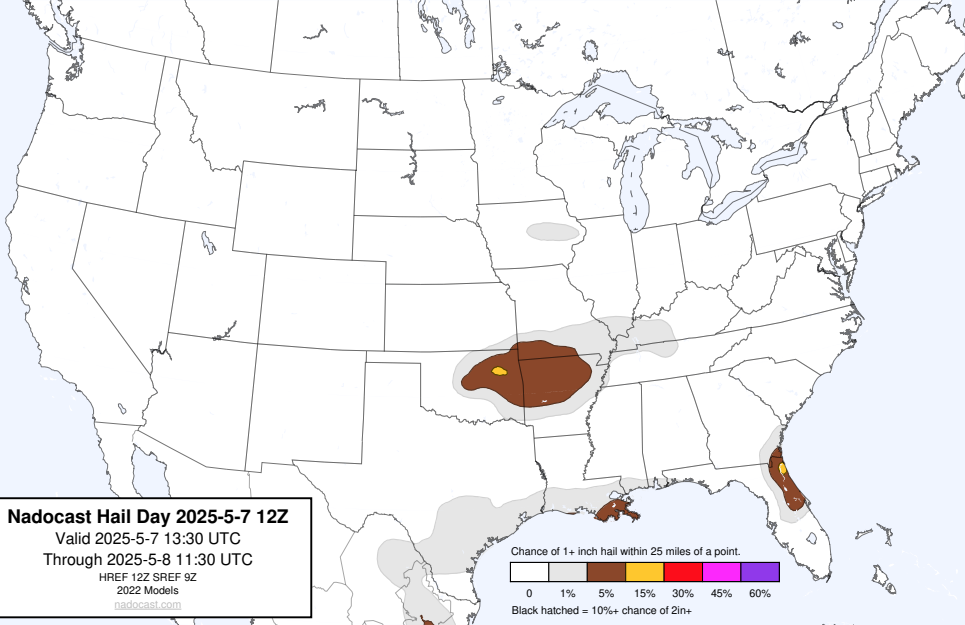 Nadocast Hail Day 2025-5-7 12Z
Valid 2025-5-7 13:30 UTC
Through 2025-5-8 11:30 UTC
HREF 12Z SREF 9Z
2022 Models
nadocast.com
Chance of 1+ inch hail within 25 miles of a point.
0 1% 5% 15% 30% 45% 60%
Black hatched = 10%+ chance of 2in+